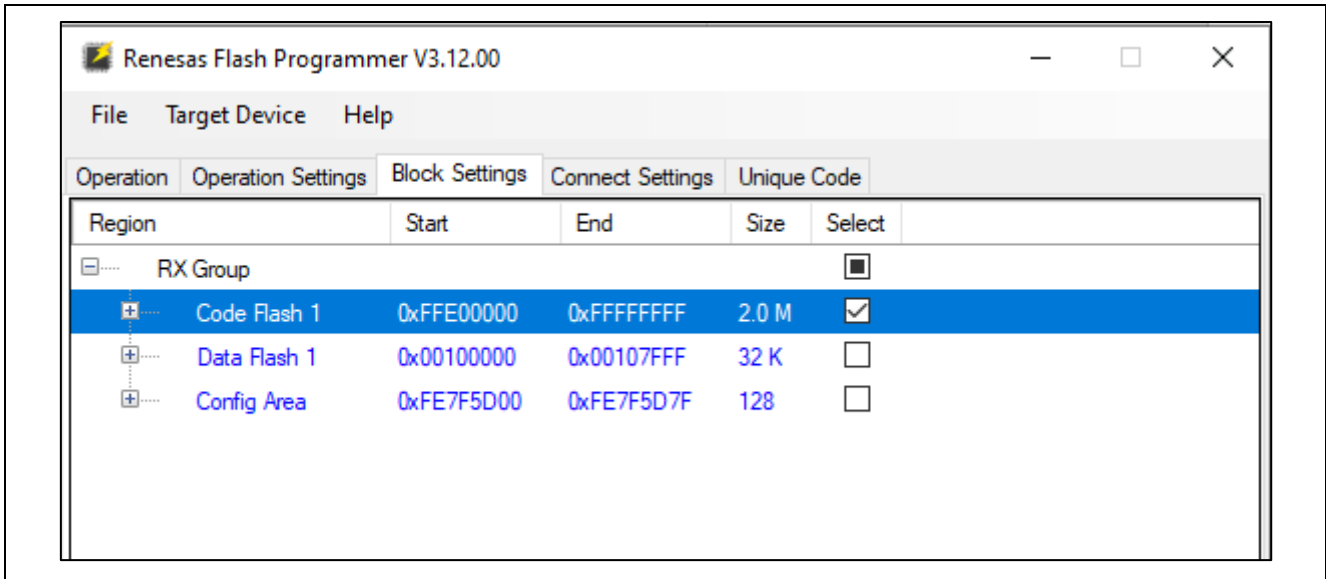 Renesas Flash Programmer V3.12.00
File Target Device Help
Operation Operation Settings Block Settings Connect Settings Unique Code
Region Start End Size Select
RX Group
Code Flash 1 0xFFE00000 0xFFFFFFFF 2.0 M
Data Flash 1 0x00100000 0x00107FFF 32 K
Config Area 0xFE7F5D00 0xFE7F5D7F 128